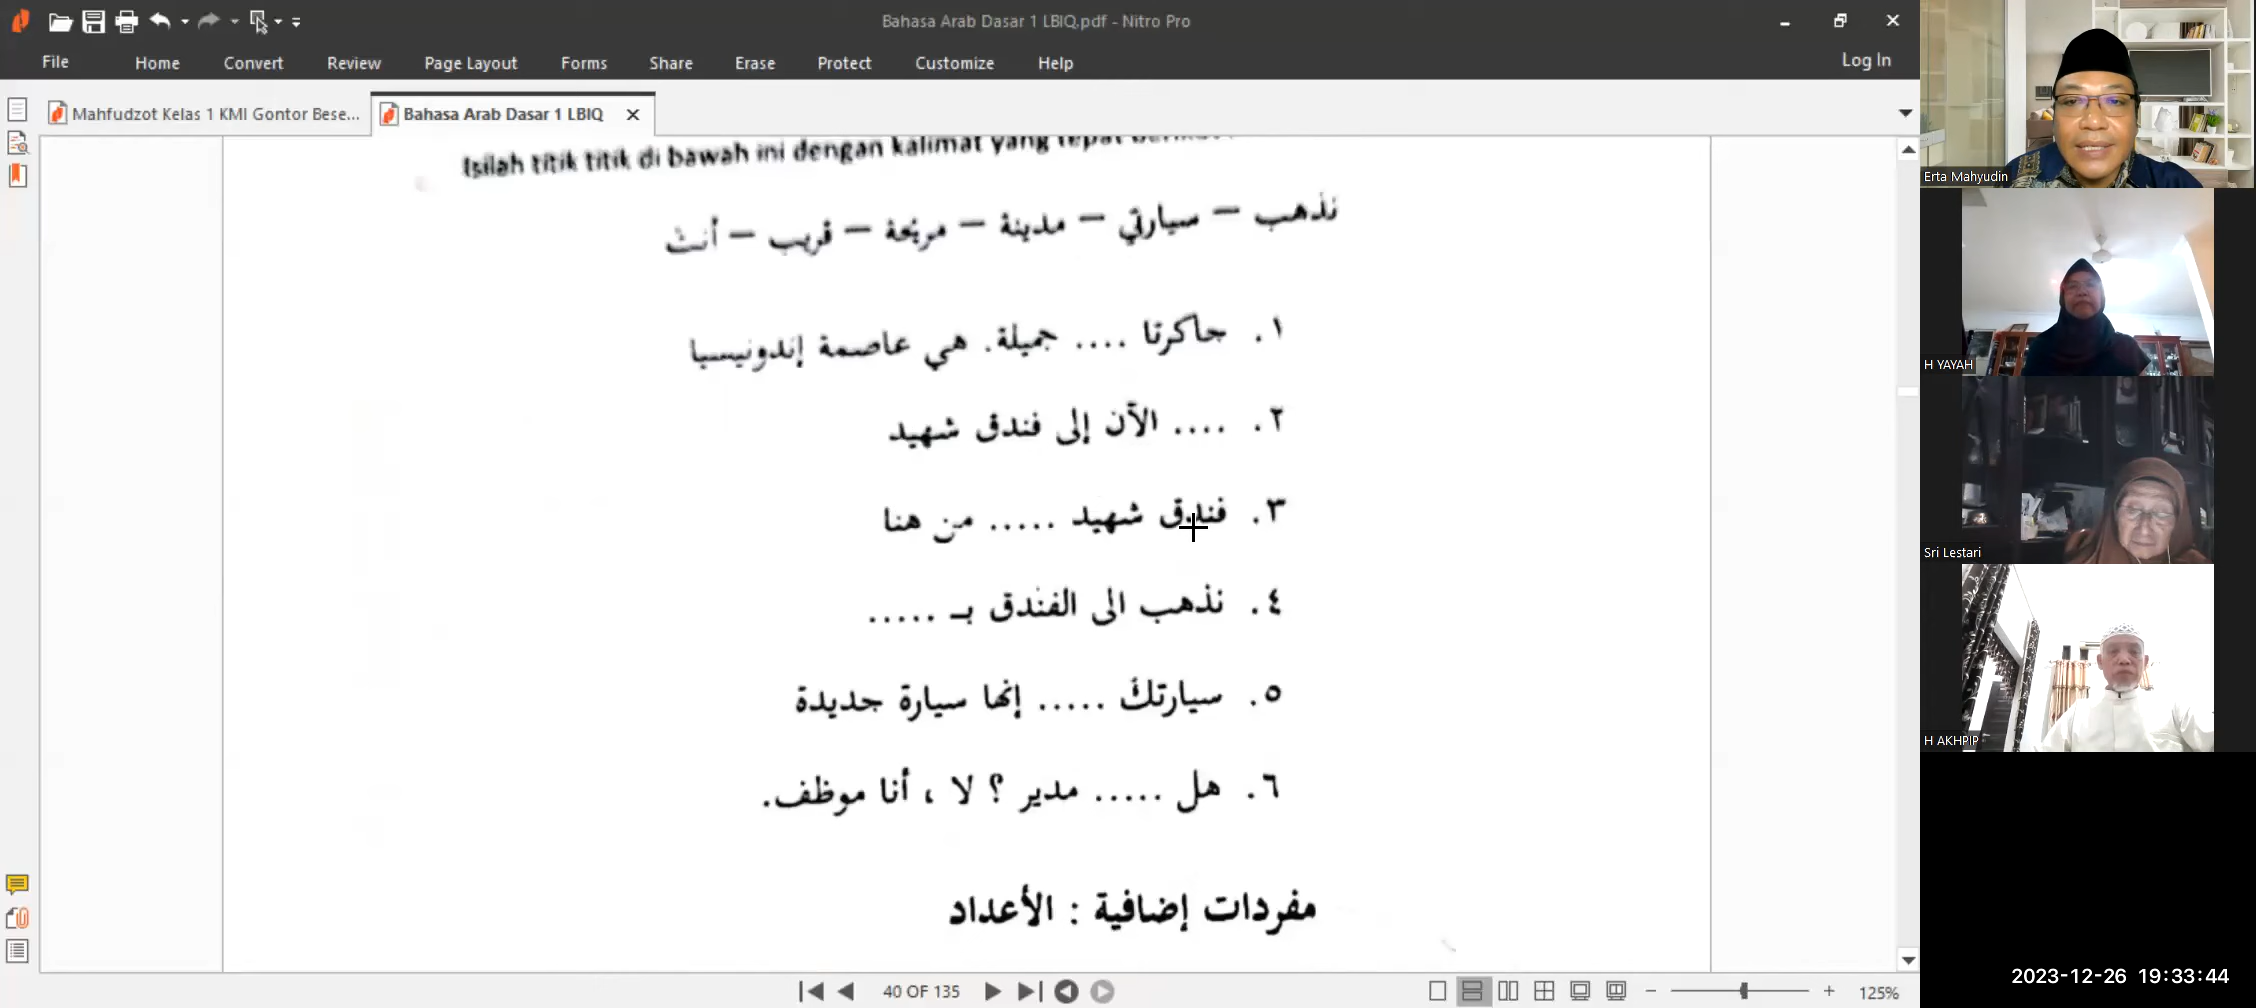 Bahasa Arab Dasar 1 LBIQ.pdf - Nitro Pro
File Home Convert Review Page Layout Forms Share Erase Protect Customize Help Log In
Mahfudzot Kelas 1 KMI Gontor Bese... Bahasa Arab Dasar 1 LBIQ
Isilah titik titik di bawah ini dengan kalimat yang tepat
نذهب – سيارتي – مدينة – مريحة – قريب – أنتَ
١. جاكرتا .... جميلة. هي عاصمة إندونيسيا
٢. .... الآن إلى فندق شهيد
٣. فندق شهيد ..... من هنا
٤. نذهب الى الفندق بـ .....
٥. سيارتكَ ..... إنها سيارة جديدة
٦. هل ..... مدير ؟ لا ، أنا موظف.
مفردات إضافية : الأعداد
40 OF 135
125%
Erta Mahyudin
H YAYAH
Sri Lestari
H AKHPIP
2023-12-26 19:33:44